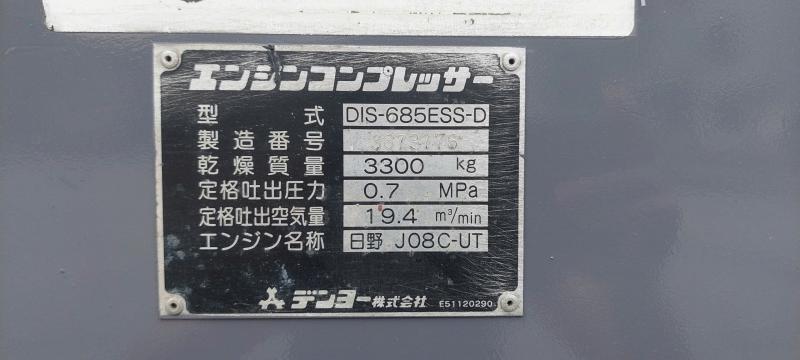 エンジンコンプレッサー
型式 DIS-685ESS-D
製造番号
乾燥質量 3300 kg
定格吐出圧力 0.7 MPa
定格吐出空気量 19.4 m³/min
エンジン名称 日野 J08C-UT
デンヨー株式会社 E51120290